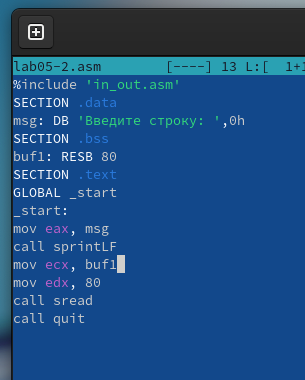 lab05-2.asm [----] 13 L:[ 1+1
%include 'in_out.asm'
SECTION .data
msg: DB 'Введите строку: ',0h
SECTION .bss
buf1: RESB 80
SECTION .text
GLOBAL _start
_start:
mov eax, msg
call sprintLF
mov ecx, buf1
mov edx, 80
call sread
call quit